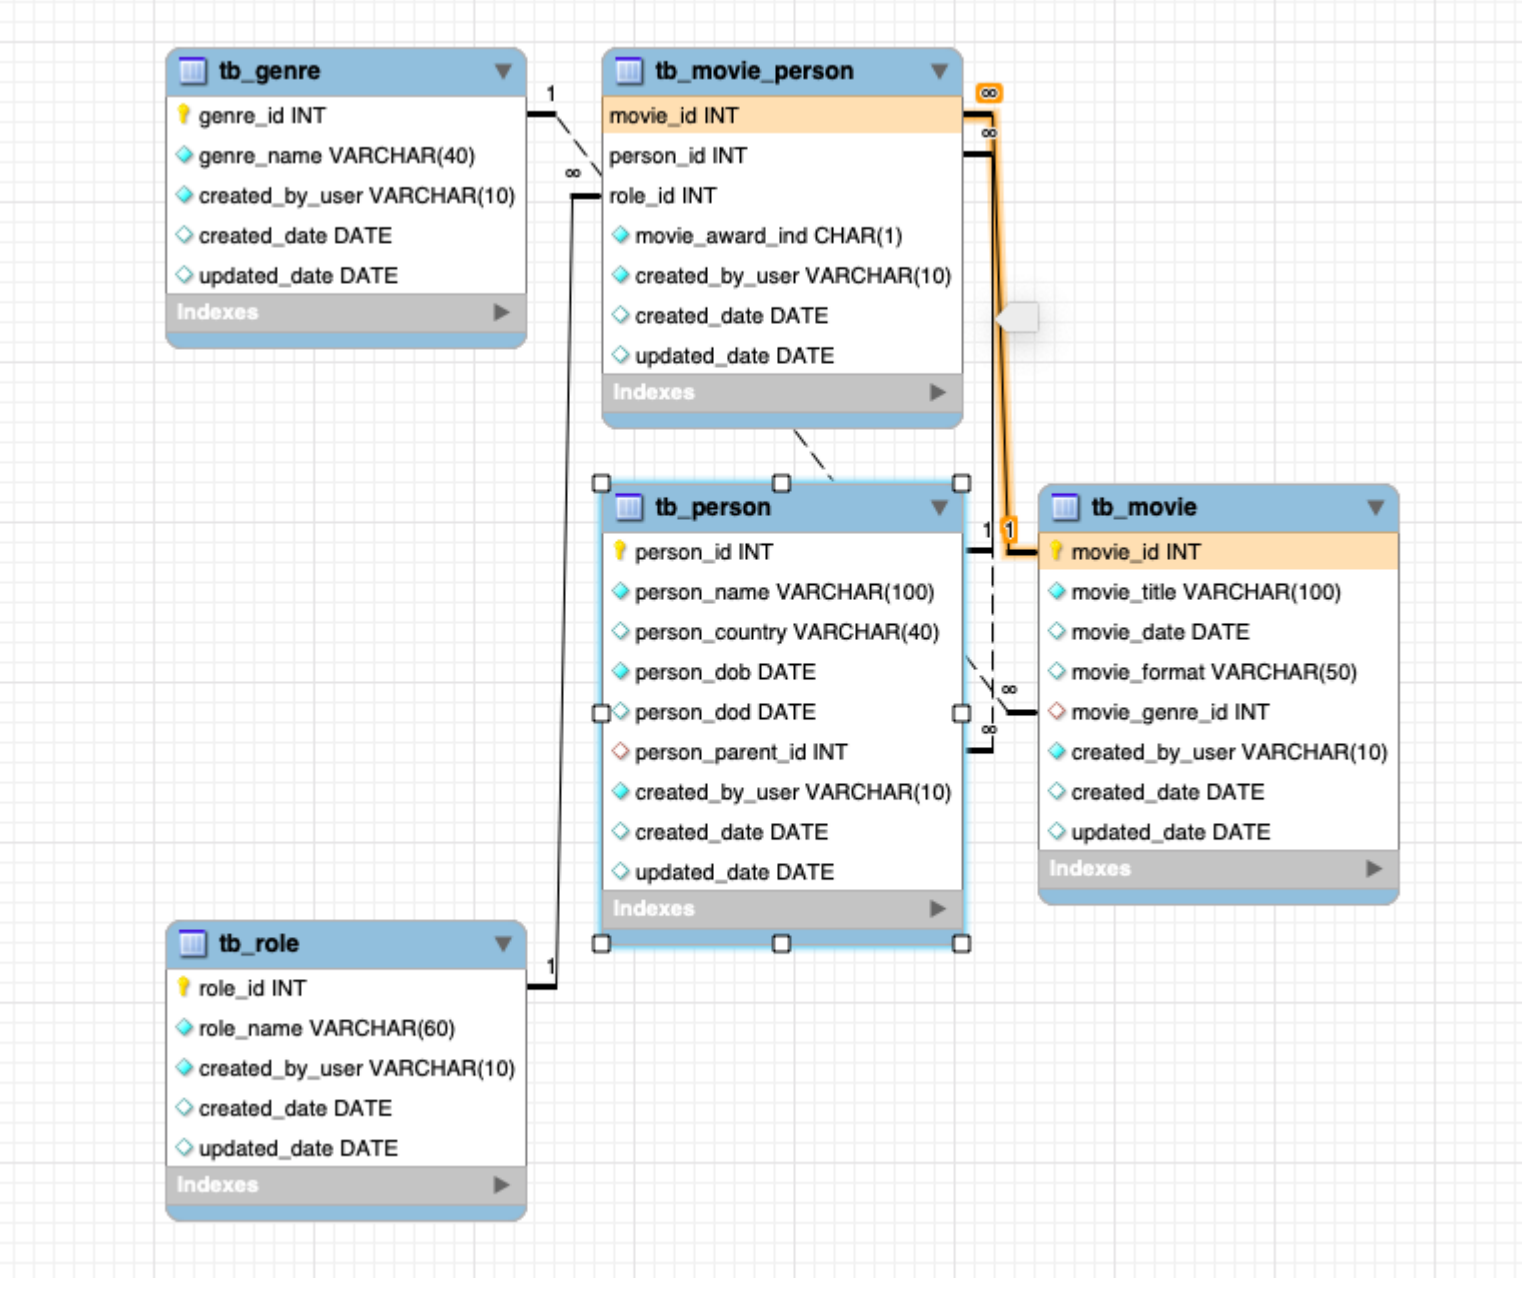 tb_genre
genre_id INT
genre_name VARCHAR(40)
created_by_user VARCHAR(10)
created_date DATE
updated_date DATE
Indexes
1
∞
tb_movie_person
movie_id INT
person_id INT
role_id INT
movie_award_ind CHAR(1)
created_by_user VARCHAR(10)
created_date DATE
updated_date DATE
Indexes
∞
∞
tb_person
person_id INT
person_name VARCHAR(100)
person_country VARCHAR(40)
person_dob DATE
person_dod DATE
person_parent_id INT
created_by_user VARCHAR(10)
created_date DATE
updated_date DATE
Indexes
1
1
∞
∞
tb_movie
movie_id INT
movie_title VARCHAR(100)
movie_date DATE
movie_format VARCHAR(50)
movie_genre_id INT
created_by_user VARCHAR(10)
created_date DATE
updated_date DATE
Indexes
tb_role
role_id INT
role_name VARCHAR(60)
created_by_user VARCHAR(10)
created_date DATE
updated_date DATE
Indexes
1